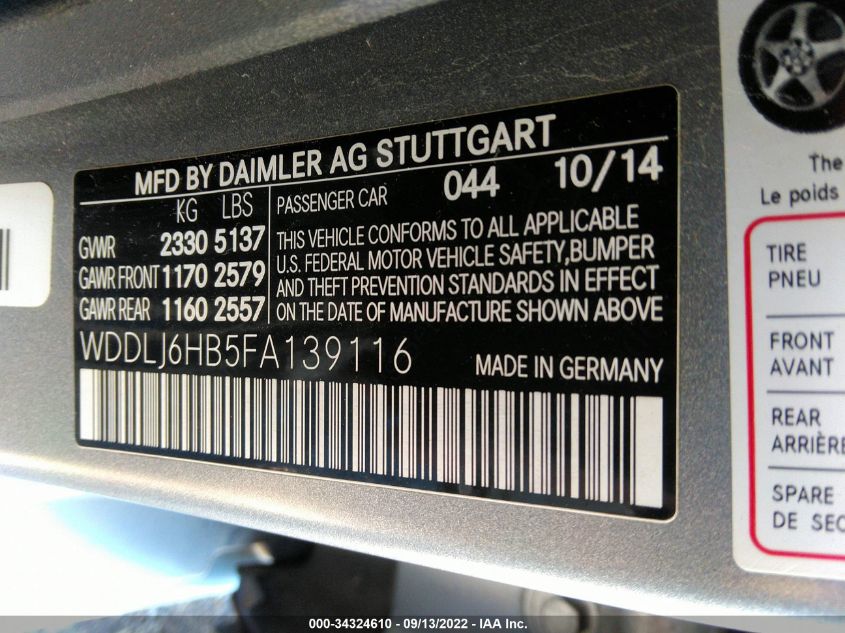 MFD BY DAIMLER AG STUTTGART
KG LBS
GVWR 2330 5137
GAWR FRONT 1170 2579
GAWR REAR 1160 2557
PASSENGER CAR 044 10/14
THIS VEHICLE CONFORMS TO ALL APPLICABLE
U.S. FEDERAL MOTOR VEHICLE SAFETY,BUMPER
AND THEFT PREVENTION STANDARDS IN EFFECT
ON THE DATE OF MANUFACTURE SHOWN ABOVE
WDDLJ6HB5FA139116 MADE IN GERMANY
The
Le poids
TIRE
PNEU
FRONT
AVANT
REAR
ARRIÈRE
SPARE
DE SEC
000-34324610 - 09/13/2022 - IAA Inc.